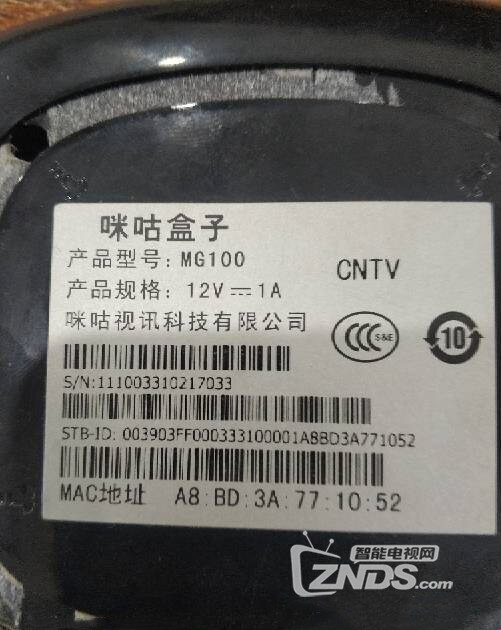 咪咕盒子
产品型号: MG100
CNTV
产品规格: 12V⎓1A
咪咕视讯科技有限公司
CCC S&E
10
S/N:111003310217033
STB-ID: 003903FF000333100001A8BD3A771052
MAC地址 A8:BD:3A:77:10:52
智能电视网
ZNDS.com